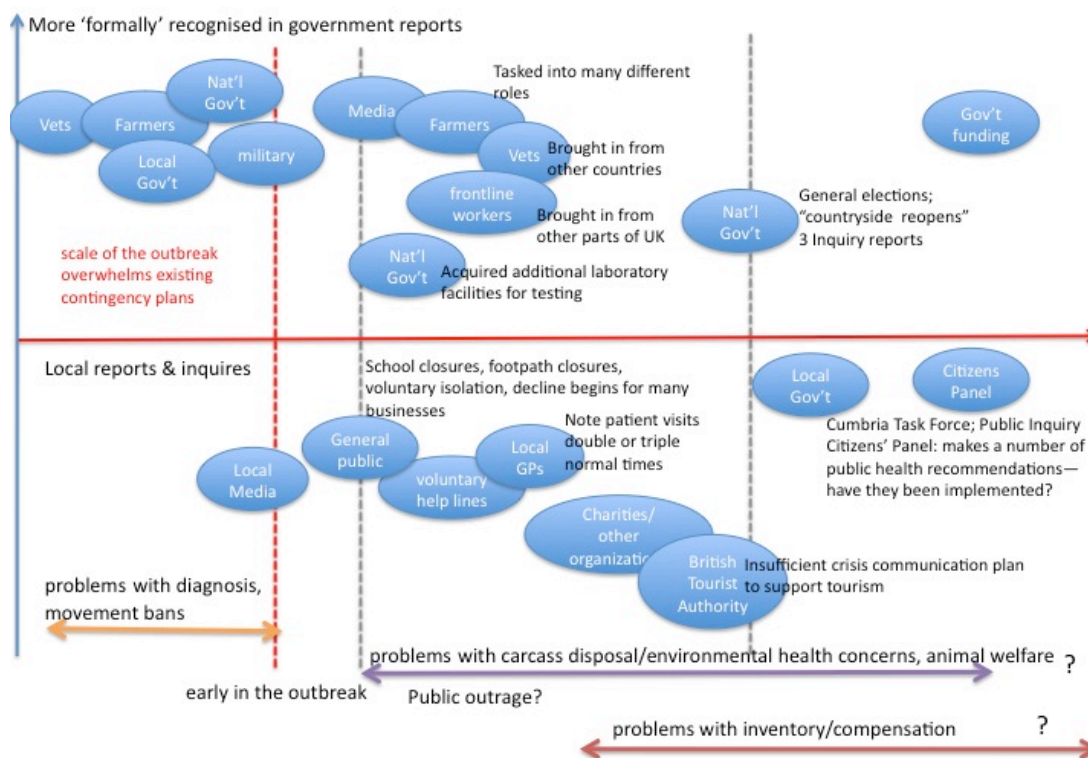 More 'formally' recognised in government reports
Nat'l
Gov't
Vets
Farmers
Local
Gov't
military
Media
Farmers
Tasked into many different
roles
Vets
Brought in from
other countries
frontline
workers
Brought in from
other parts of UK
Nat'l
Gov't
Acquired additional laboratory
facilities for testing
Nat'l
Gov't
General elections;
"countryside reopens"
3 Inquiry reports
Gov't
funding
scale of the outbreak
overwhelms existing
contingency plans
Local reports & inquires
School closures, footpath closures,
voluntary isolation, decline begins for many
businesses
General
public
Local
Media
voluntary
help lines
Local
GPs
Note patient visits
double or triple
normal times
Charities/
other
organization
British
Tourist
Authority
Insufficient crisis communication plan
to support tourism
Local
Gov't
Citizens
Panel
Cumbria Task Force; Public Inquiry
Citizens' Panel: makes a number of
public health recommendations—
have they been implemented?
problems with diagnosis,
movement bans
early in the outbreak
problems with carcass disposal/environmental health concerns, animal welfare ?
Public outrage?
problems with inventory/compensation ?